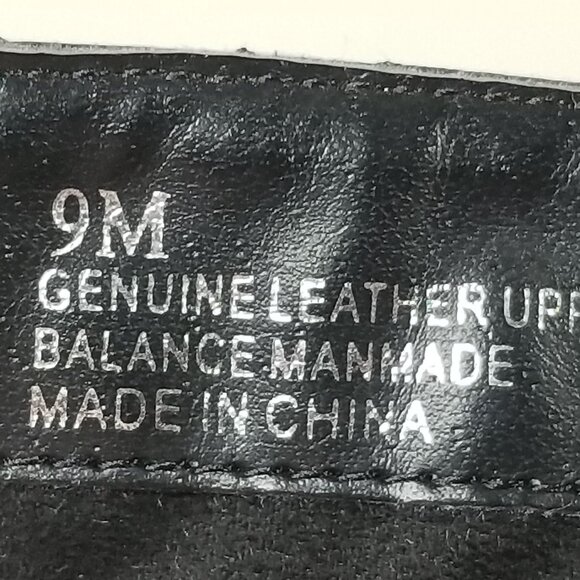 9M
GENUINE LEATHER UPP
BALANCE MANMADE
MADE IN CHINA